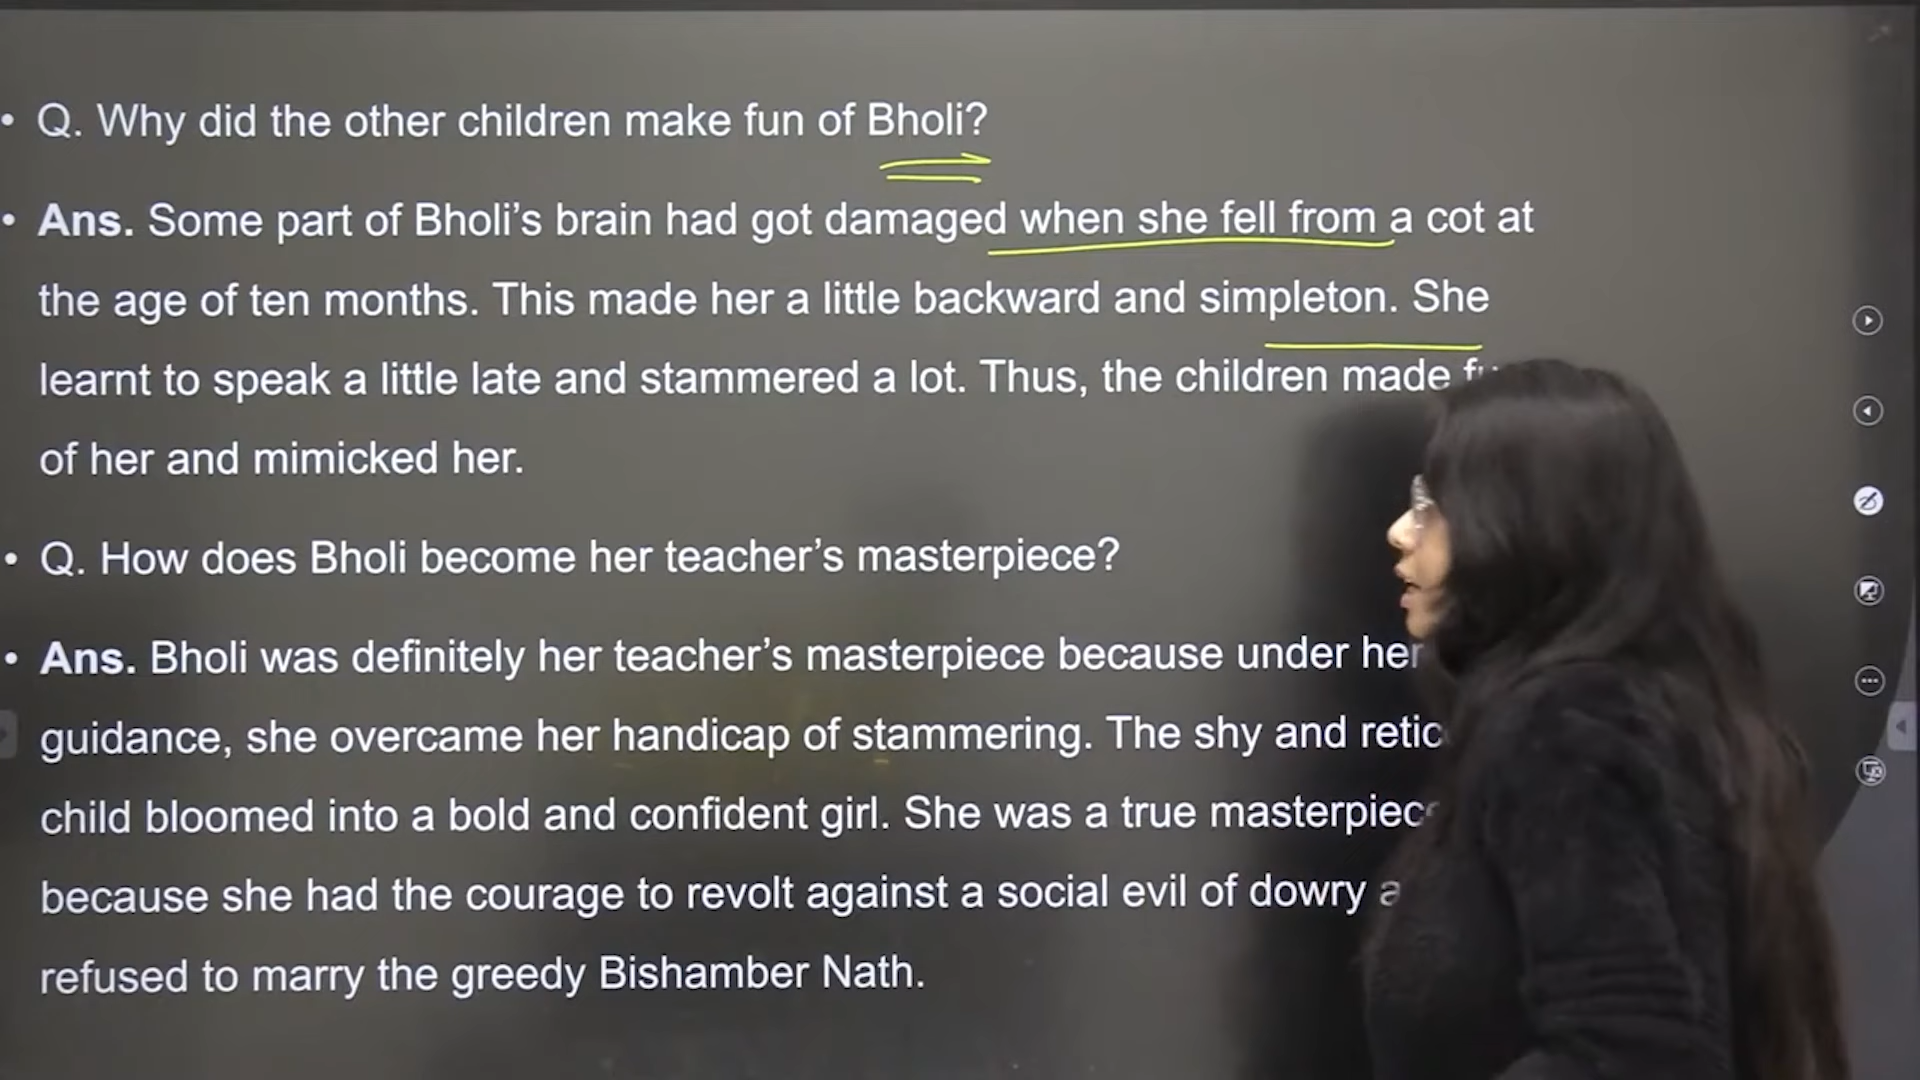 • Q. Why did the other children make fun of Bholi?
• Ans. Some part of Bholi’s brain had got damaged when she fell from a cot at
the age of ten months. This made her a little backward and simpleton. She
learnt to speak a little late and stammered a lot. Thus, the children made
of her and mimicked her.
• Q. How does Bholi become her teacher’s masterpiece?
• Ans. Bholi was definitely her teacher’s masterpiece because under her
guidance, she overcame her handicap of stammering. The shy and
child bloomed into a bold and confident girl. She was a true
because she had the courage to revolt against a social evil of dowry
refused to marry the greedy Bishamber Nath.